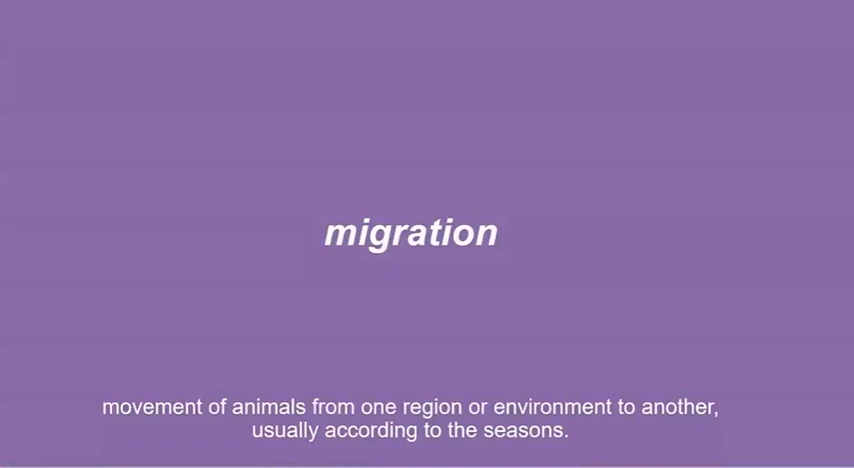 migration
movement of animals from one region or environment to another,
usually according to the seasons.